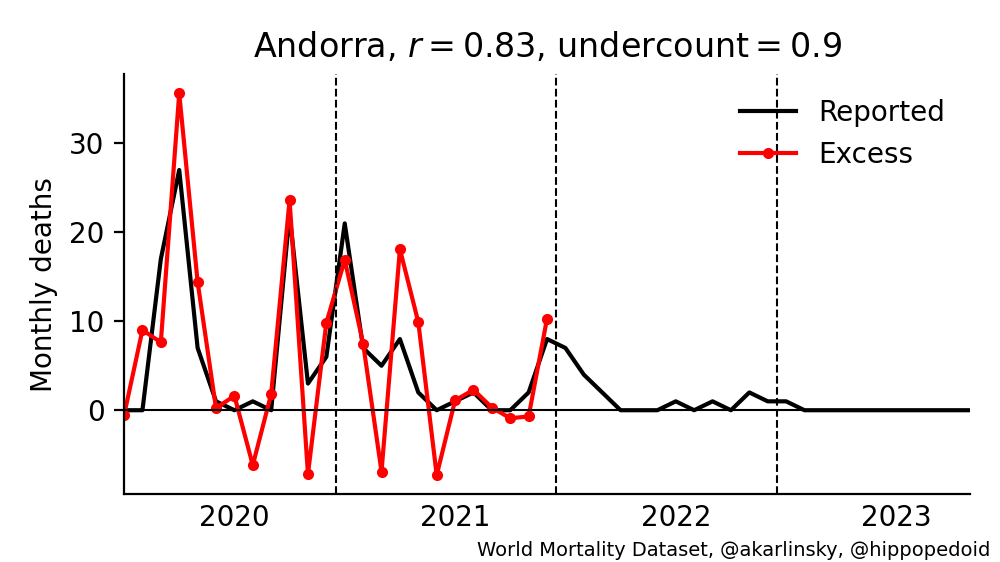 Andorra, r = 0.83, undercount = 0.9
Reported
Excess
Monthly deaths
30
20
10
0
2020 2021 2022 2023
World Mortality Dataset, @akarlinsky, @hippopedoid